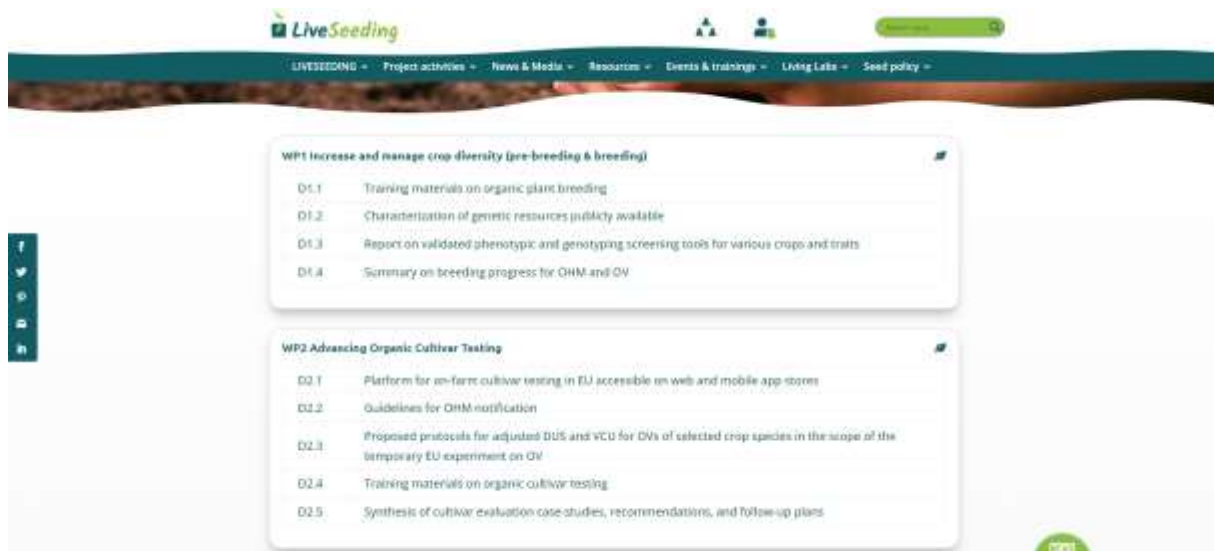 LiveSeeding
LIVESEEDING Project activities News & Media Resources Events & trainings Living Labs Seed policy
WP1 Increase and manage crop diversity (pre-breeding & breeding)
D1.1 Training materials on organic plant breeding
D1.2 Characterization of genetic resources publicly available
D1.3 Report on validated phenotypic and genotyping screening tools for various crops and traits
D1.4 Summary on breeding progress for OHM and OV
WP2 Advancing Organic Cultivar Testing
D2.1 Platform for on-farm cultivar testing in EU accessible on web and mobile app stores
D2.2 Guidelines for OHM notification
D2.3 Proposed protocols for adjusted DUS and VCU for OVs of selected crop species in the scope of the
temporary EU experiment on OV
D2.4 Training materials on organic cultivar testing
D2.5 Synthesis of cultivar evaluation case-studies, recommendations, and follow-up plans